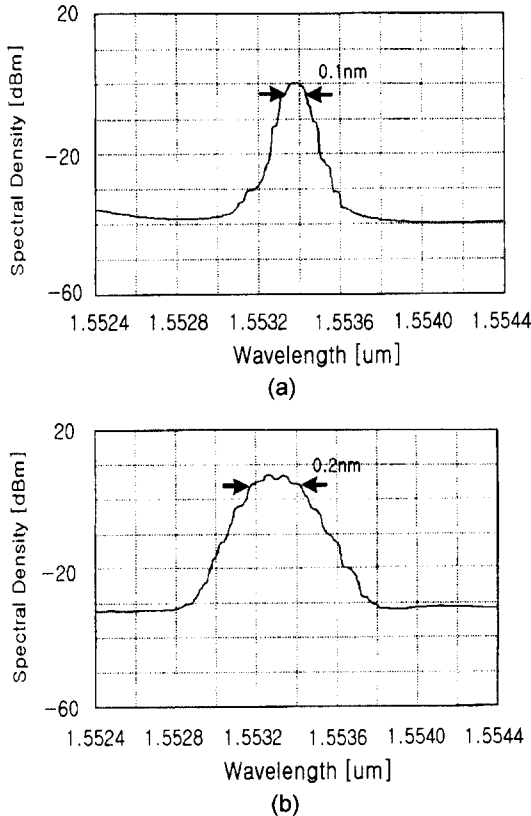 20
0.1nm
Spectral Density [dBm]
-20
-60
1.5524 1.5528 1.5532 1.5536 1.5540 1.5544
Wavelength [um]
(a)
20
0.2nm
Spectral Density [dBm]
-20
-60
1.5524 1.5528 1.5532 1.5536 1.5540 1.5544
Wavelength [um]
(b)